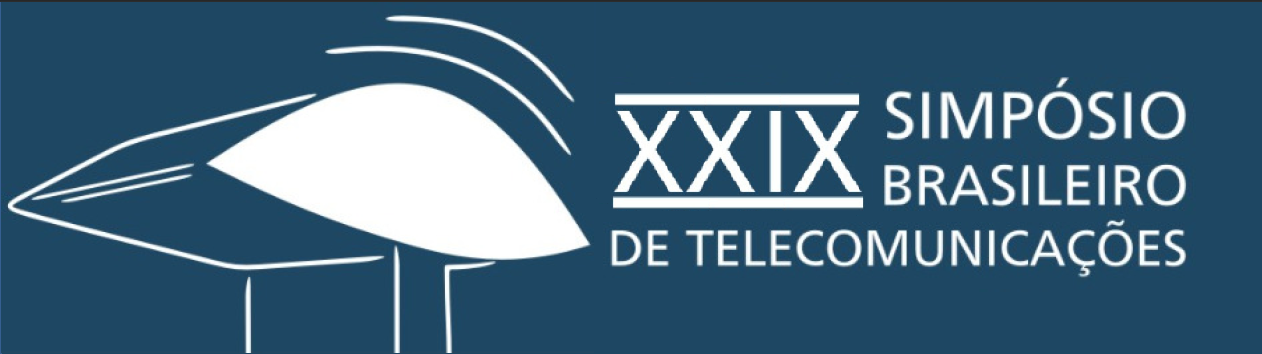 XXIX SIMPÓSIO
BRASILEIRO
DE TELECOMUNICAÇÕES